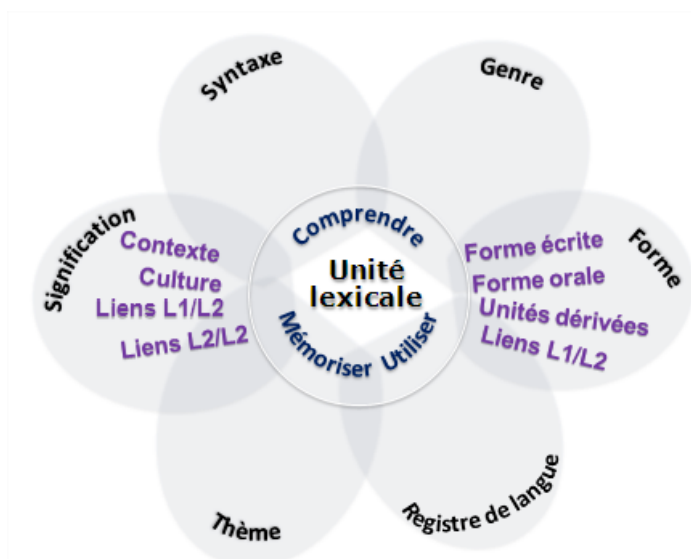 Syntaxe
Genre
Signification
Contexte
Culture
Liens L1/L2
Liens L2/L2
Comprendre
Unité
lexicale
Mémoriser Utiliser
Forme
Forme écrite
Forme orale
Unités dérivées
Liens L1/L2
Thème
Registre de langue